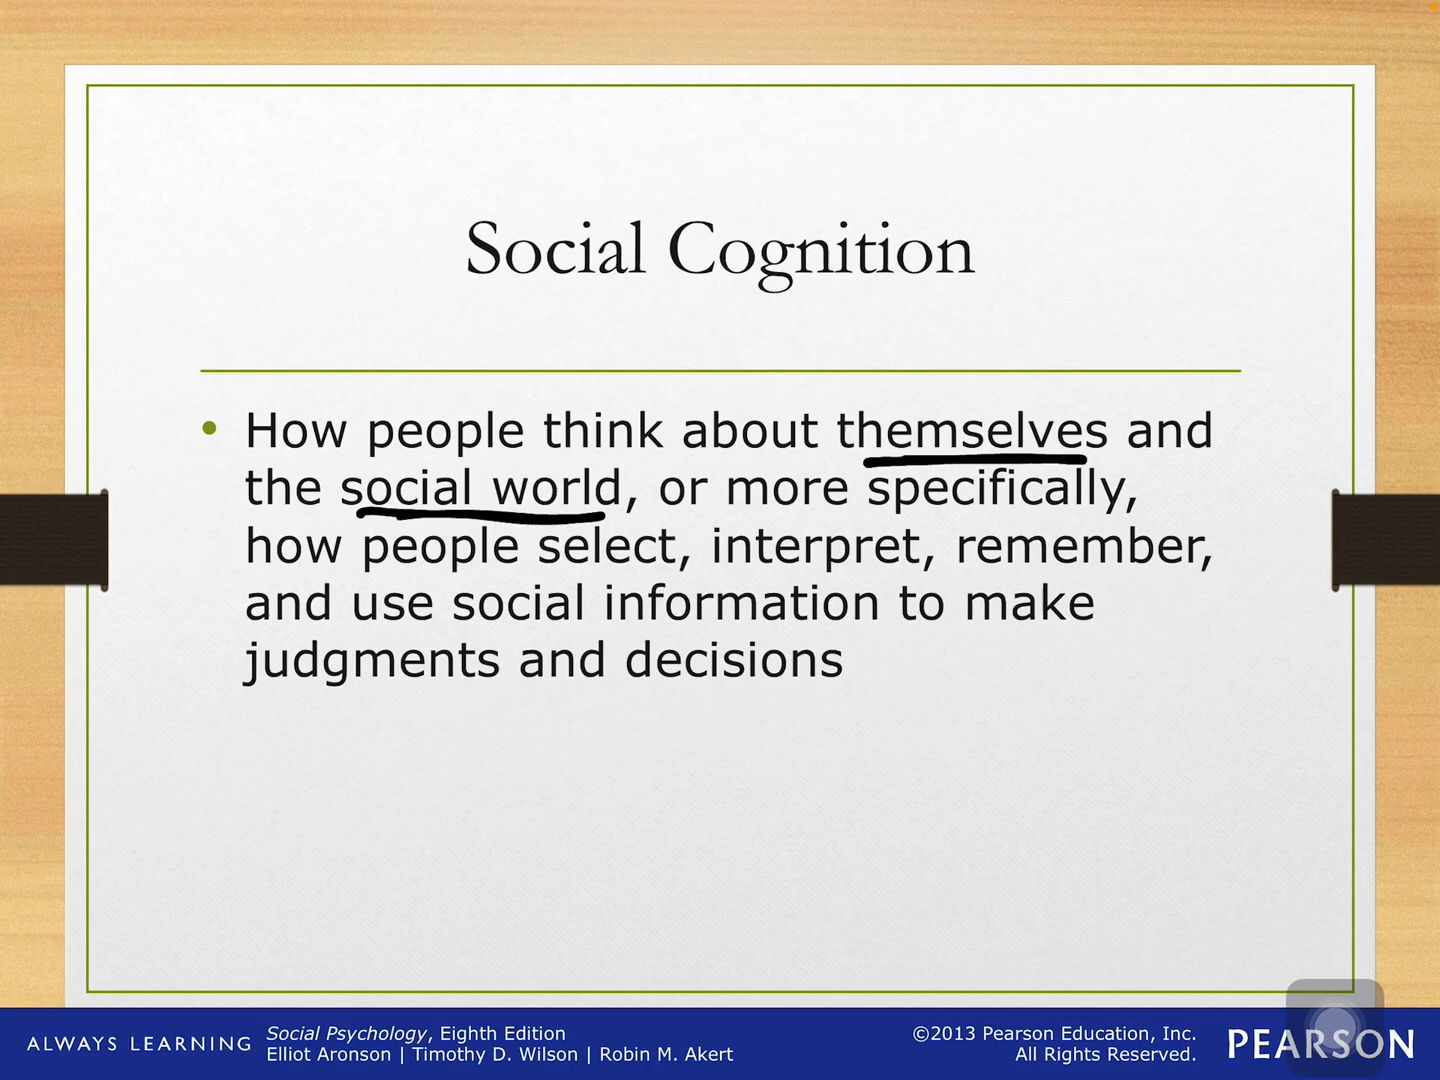 Social Cognition
• How people think about themselves and
the social world, or more specifically,
how people select, interpret, remember,
and use social information to make
judgments and decisions
ALWAYS LEARNING
Social Psychology, Eighth Edition
Elliot Aronson | Timothy D. Wilson | Robin M. Akert
©2013 Pearson Education, Inc.
All Rights Reserved.
PEARSON